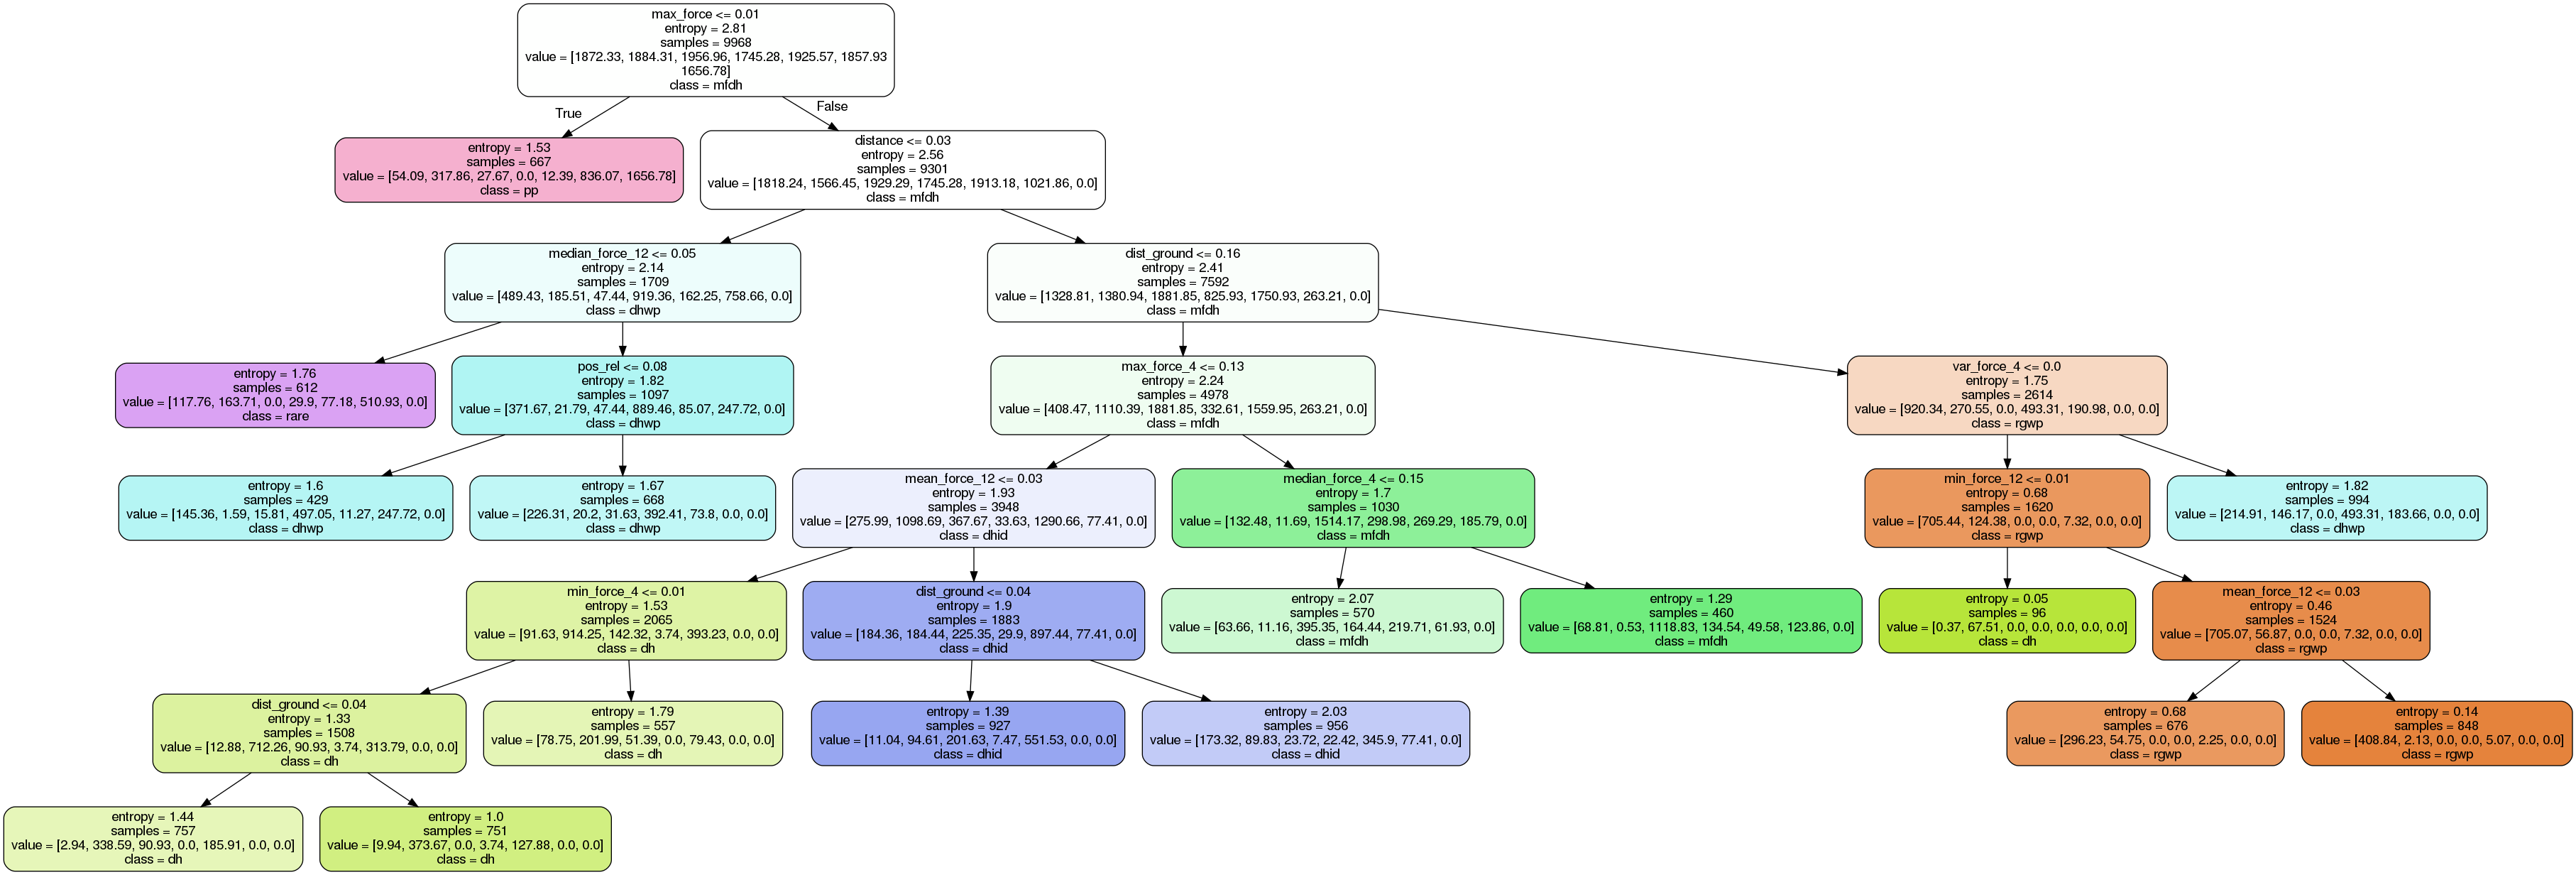 max_force <= 0.01
entropy = 2.81
samples = 9968
value = [1872.33, 1884.31, 1956.96, 1745.28, 1925.57, 1857.93
1656.78]
class = mfdh
True
False
entropy = 1.53
samples = 667
value = [54.09, 317.86, 27.67, 0.0, 12.39, 836.07, 1656.78]
class = pp
distance <= 0.03
entropy = 2.56
samples = 9301
value = [1818.24, 1566.45, 1929.29, 1745.28, 1913.18, 1021.86, 0.0]
class = mfdh
median_force_12 <= 0.05
entropy = 2.14
samples = 1709
value = [489.43, 185.51, 47.44, 919.36, 162.25, 758.66, 0.0]
class = dhwp
dist_ground <= 0.16
entropy = 2.41
samples = 7592
value = [1328.81, 1380.94, 1881.85, 825.93, 1750.93, 263.21, 0.0]
class = mfdh
entropy = 1.76
samples = 612
value = [117.76, 163.71, 0.0, 29.9, 77.18, 510.93, 0.0]
class = rare
pos_rel <= 0.08
entropy = 1.82
samples = 1097
value = [371.67, 21.79, 47.44, 889.46, 85.07, 247.72, 0.0]
class = dhwp
max_force_4 <= 0.13
entropy = 2.24
samples = 4978
value = [408.47, 1110.39, 1881.85, 332.61, 1559.95, 263.21, 0.0]
class = mfdh
var_force_4 <= 0.0
entropy = 1.75
samples = 2614
value = [920.34, 270.55, 0.0, 493.31, 190.98, 0.0, 0.0]
class = rgwp
entropy = 1.6
samples = 429
value = [145.36, 1.59, 15.81, 497.05, 11.27, 247.72, 0.0]
class = dhwp
entropy = 1.67
samples = 668
value = [226.31, 20.2, 31.63, 392.41, 73.8, 0.0, 0.0]
class = dhwp
mean_force_12 <= 0.03
entropy = 1.93
samples = 3948
value = [275.99, 1098.69, 367.67, 33.63, 1290.66, 77.41, 0.0]
class = dhid
median_force_4 <= 0.15
entropy = 1.7
samples = 1030
value = [132.48, 11.69, 1514.17, 298.98, 269.29, 185.79, 0.0]
class = mfdh
min_force_12 <= 0.01
entropy = 0.68
samples = 1620
value = [705.44, 124.38, 0.0, 0.0, 7.32, 0.0, 0.0]
class = rgwp
entropy = 1.82
samples = 994
value = [214.91, 146.17, 0.0, 493.31, 183.66, 0.0, 0.0]
class = dhwp
min_force_4 <= 0.01
entropy = 1.53
samples = 2065
value = [91.63, 914.25, 142.32, 3.74, 393.23, 0.0, 0.0]
class = dh
dist_ground <= 0.04
entropy = 1.9
samples = 1883
value = [184.36, 184.44, 225.35, 29.9, 897.44, 77.41, 0.0]
class = dhid
entropy = 2.07
samples = 570
value = [63.66, 11.16, 395.35, 164.44, 219.71, 61.93, 0.0]
class = mfdh
entropy = 1.29
samples = 460
value = [68.81, 0.53, 1118.83, 134.54, 49.58, 123.86, 0.0]
class = mfdh
entropy = 0.05
samples = 96
value = [0.37, 67.51, 0.0, 0.0, 0.0, 0.0, 0.0]
class = dh
mean_force_12 <= 0.03
entropy = 0.46
samples = 1524
value = [705.07, 56.87, 0.0, 0.0, 7.32, 0.0, 0.0]
class = rgwp
dist_ground <= 0.04
entropy = 1.33
samples = 1508
value = [12.88, 712.26, 90.93, 3.74, 313.79, 0.0, 0.0]
class = dh
entropy = 1.79
samples = 557
value = [78.75, 201.99, 51.39, 0.0, 79.43, 0.0, 0.0]
class = dh
entropy = 1.39
samples = 927
value = [11.04, 94.61, 201.63, 7.47, 551.53, 0.0, 0.0]
class = dhid
entropy = 2.03
samples = 956
value = [173.32, 89.83, 23.72, 22.42, 345.9, 77.41, 0.0]
class = dhid
entropy = 0.68
samples = 676
value = [296.23, 54.75, 0.0, 0.0, 2.25, 0.0, 0.0]
class = rgwp
entropy = 0.14
samples = 848
value = [408.84, 2.13, 0.0, 0.0, 5.07, 0.0, 0.0]
class = rgwp
entropy = 1.44
samples = 757
value = [2.94, 338.59, 90.93, 0.0, 185.91, 0.0, 0.0]
class = dh
entropy = 1.0
samples = 751
value = [9.94, 373.67, 0.0, 3.74, 127.88, 0.0, 0.0]
class = dh